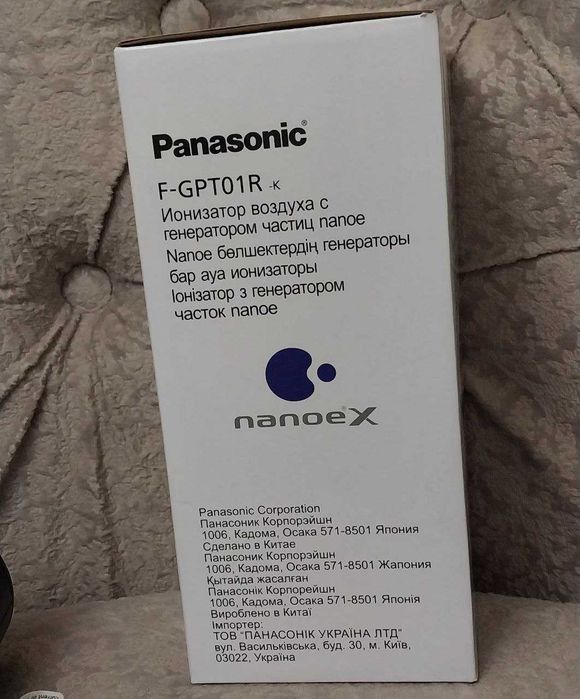 Panasonic®
F-GPT01R -K
Ионизатор воздуха с
генератором частиц nanoe
Nanoe бөлшектердің генераторы
бар ауа ионизаторы
Іонізатор з генератором
часток nanoe
nanoe X
Panasonic Corporation
Панасоник Корпорэйшн
1006, Кадома, Осака 571-8501 Япония
Сделано в Китае
Панасоник Корпорэйшн
1006, Кадома, Осака 571-8501 Жапония
Қытайда жасалған
Панасонік Корпорейшн
1006, Кадома, Осака 571-8501 Японія
Вироблено в Китаї
Імпортер:
ТОВ "ПАНАСОНІК УКРАЇНА ЛТД"
вул. Васильківська, буд. 30, м. Київ,
03022, Україна